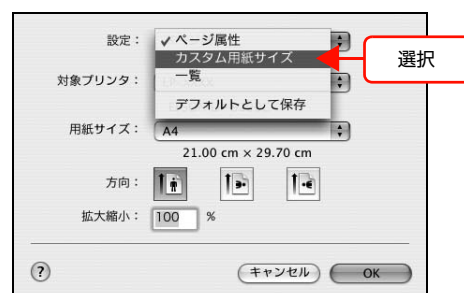 設定：
✓ページ属性
カスタム用紙サイズ
一覧
デフォルトとして保存
選択
対象プリンタ：
用紙サイズ： A4
21.00 cm × 29.70 cm
方向：
拡大縮小： 100 %
? キャンセル OK